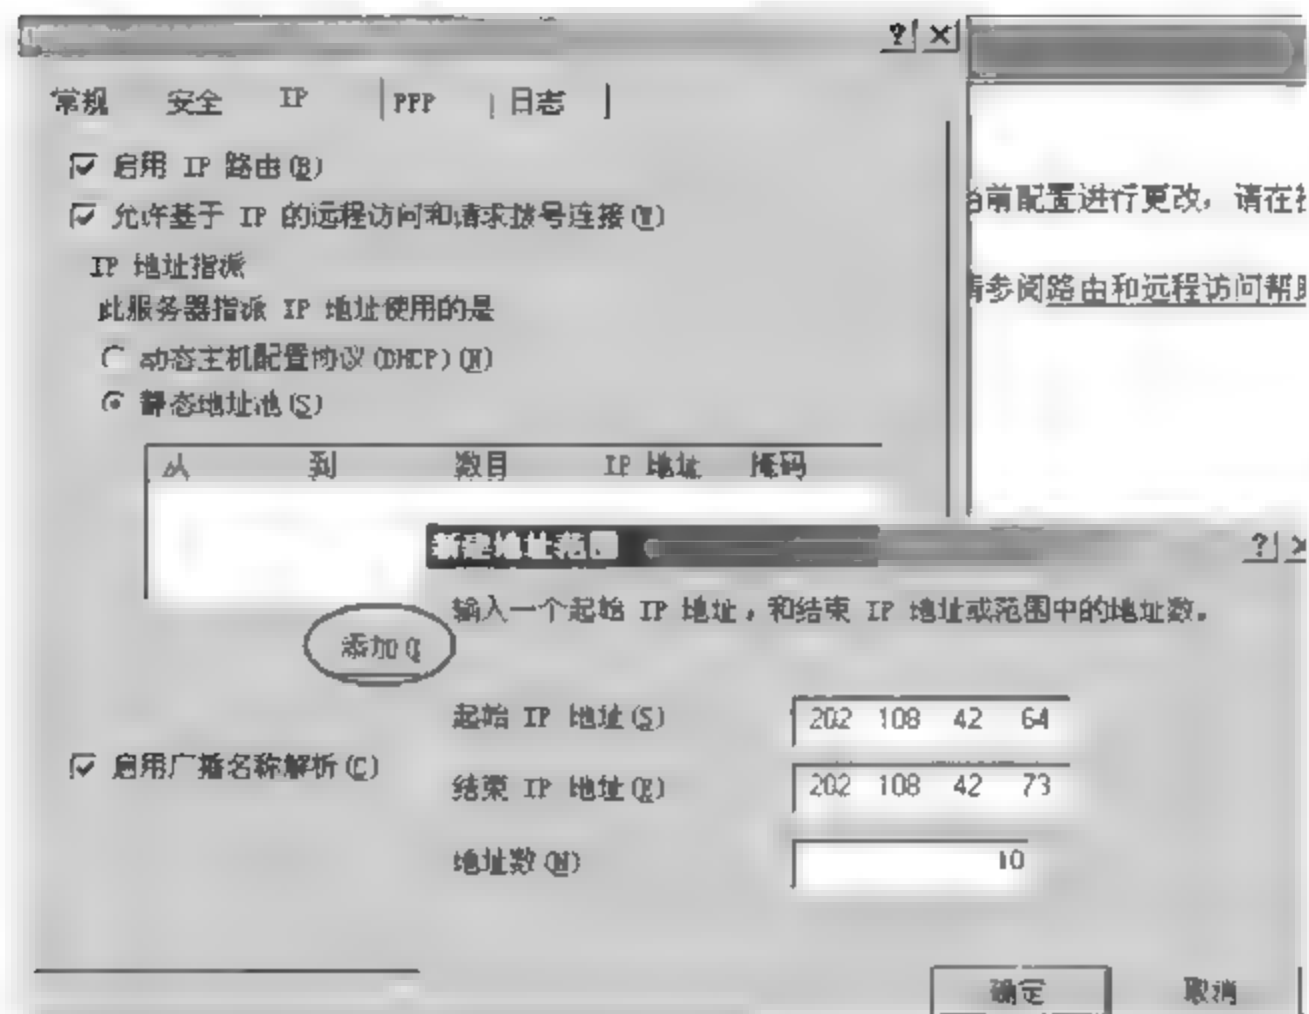 常规 安全 IP PPP 日志
启用 IP 路由(R)
允许基于 IP 的远程访问和请求拨号连接(W)
IP 地址指派
此服务器指派 IP 地址使用的是
动态主机配置协议(DHCP)(N)
静态地址池(S)
从 到 数目 IP 地址 掩码
添加
启用广播名称解析(C)
当前配置进行更改，请在
请参阅路由和远程访问帮助
新建地址范围
输入一个起始 IP 地址，和结束 IP 地址或范围中的地址数。
起始 IP 地址(S) 202 108 42 64
结束 IP 地址(E) 202 108 42 73
地址数(N) 10
确定 取消